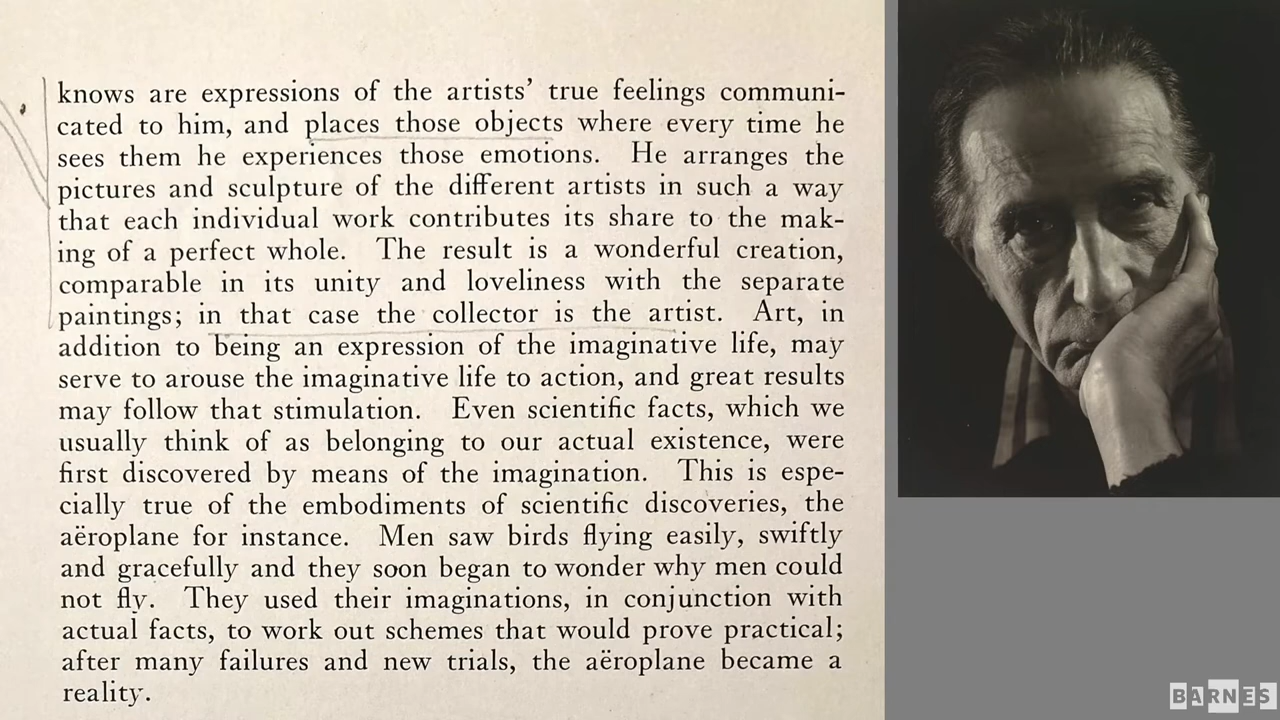 knows are expressions of the artists’ true feelings communi-
cated to him, and places those objects where every time he
sees them he experiences those emotions. He arranges the
pictures and sculpture of the different artists in such a way
that each individual work contributes its share to the mak-
ing of a perfect whole. The result is a wonderful creation,
comparable in its unity and loveliness with the separate
paintings; in that case the collector is the artist. Art, in
addition to being an expression of the imaginative life, may
serve to arouse the imaginative life to action, and great results
may follow that stimulation. Even scientific facts, which we
usually think of as belonging to our actual existence, were
first discovered by means of the imagination. This is espe-
cially true of the embodiments of scientific discoveries, the
aëroplane for instance. Men saw birds flying easily, swiftly
and gracefully and they soon began to wonder why men could
not fly. They used their imaginations, in conjunction with
actual facts, to work out schemes that would prove practical;
after many failures and new trials, the aëroplane became a
reality.
BARNES